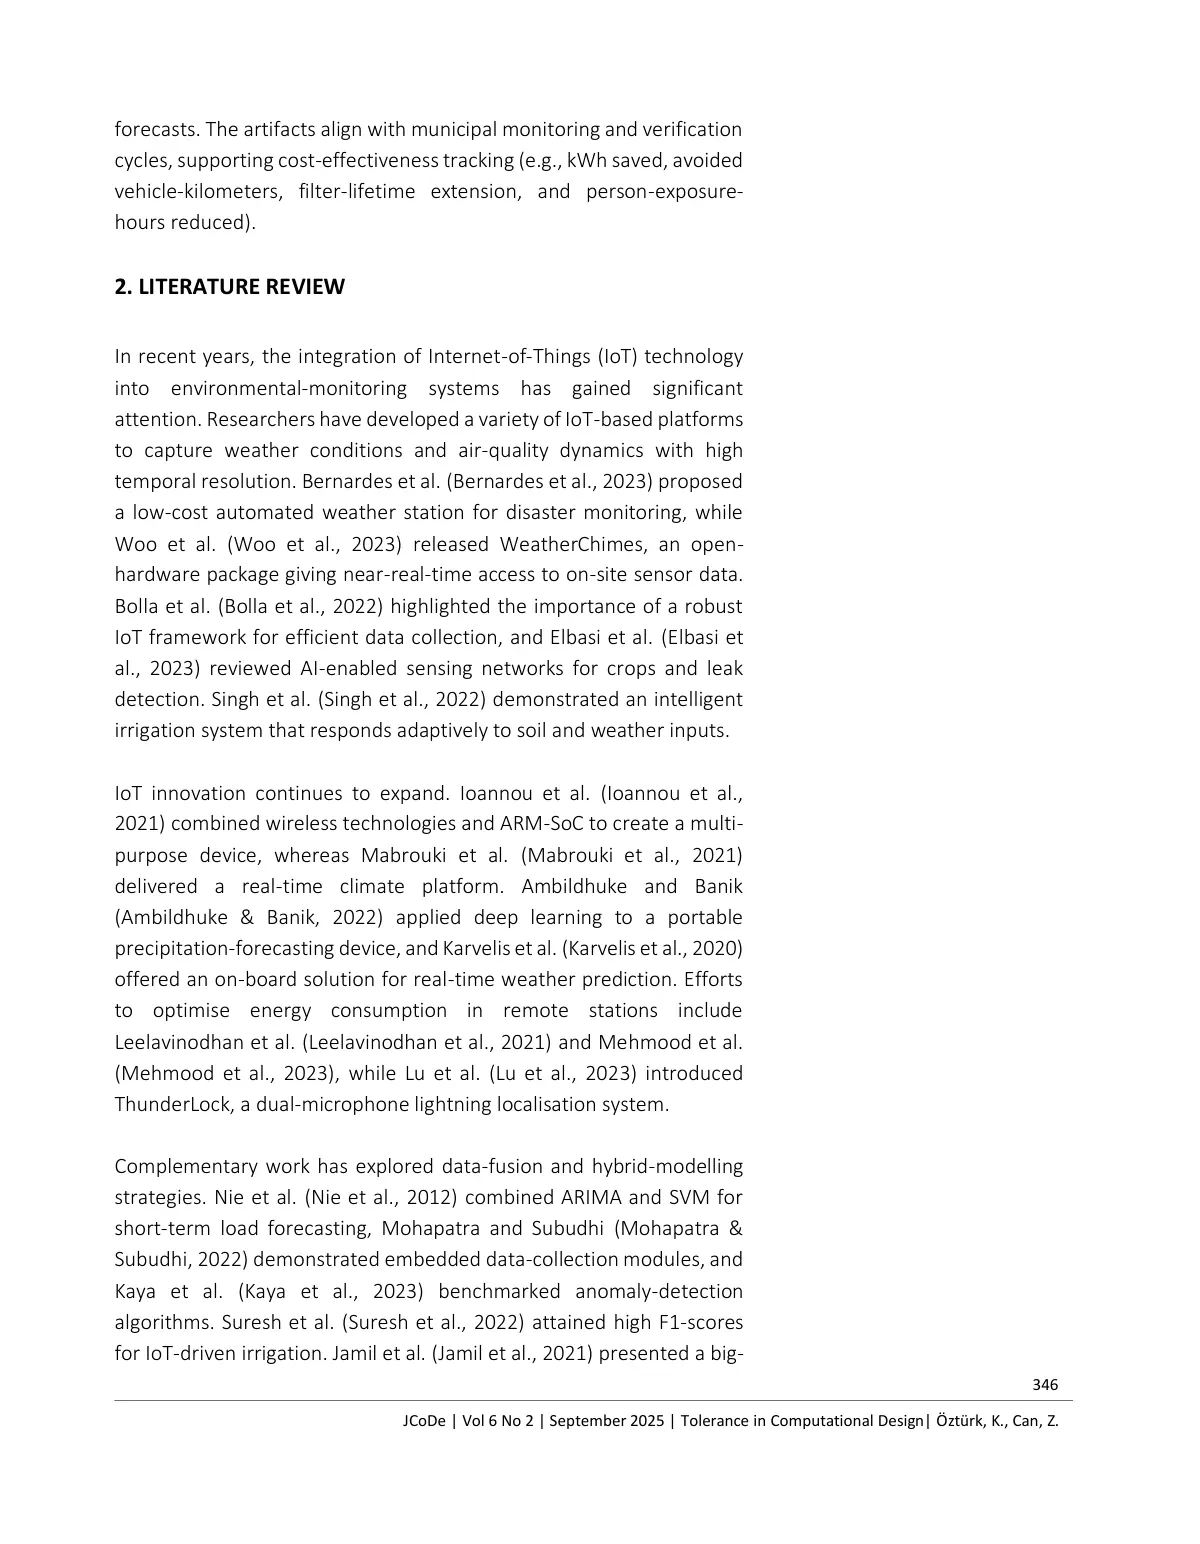 forecasts. The artifacts align with municipal monitoring and verification
cycles, supporting cost-effectiveness tracking (e.g., kWh saved, avoided
vehicle-kilometers, filter-lifetime extension, and person-exposure-
hours reduced).
2. LITERATURE REVIEW
In recent years, the integration of Internet-of-Things (IoT) technology
into environmental-monitoring systems has gained significant
attention. Researchers have developed a variety of IoT-based platforms
to capture weather conditions and air-quality dynamics with high
temporal resolution. Bernardes et al. (Bernardes et al., 2023) proposed
a low-cost automated weather station for disaster monitoring, while
Woo et al. (Woo et al., 2023) released WeatherChimes, an open-
hardware package giving near-real-time access to on-site sensor data.
Bolla et al. (Bolla et al., 2022) highlighted the importance of a robust
IoT framework for efficient data collection, and Elbasi et al. (Elbasi et
al., 2023) reviewed AI-enabled sensing networks for crops and leak
detection. Singh et al. (Singh et al., 2022) demonstrated an intelligent
irrigation system that responds adaptively to soil and weather inputs.
IoT innovation continues to expand. Ioannou et al. (Ioannou et al.,
2021) combined wireless technologies and ARM-SoC to create a multi-
purpose device, whereas Mabrouki et al. (Mabrouki et al., 2021)
delivered a real-time climate platform. Ambildhuke and Banik
(Ambildhuke & Banik, 2022) applied deep learning to a portable
precipitation-forecasting device, and Karvelis et al. (Karvelis et al., 2020)
offered an on-board solution for real-time weather prediction. Efforts
to optimise energy consumption in remote stations include
Leelavinodhan et al. (Leelavinodhan et al., 2021) and Mehmood et al.
(Mehmood et al., 2023), while Lu et al. (Lu et al., 2023) introduced
ThunderLock, a dual-microphone lightning localisation system.
Complementary work has explored data-fusion and hybrid-modelling
strategies. Nie et al. (Nie et al., 2012) combined ARIMA and SVM for
short-term load forecasting, Mohapatra and Subudhi (Mohapatra &
Subudhi, 2022) demonstrated embedded data-collection modules, and
Kaya et al. (Kaya et al., 2023) benchmarked anomaly-detection
algorithms. Suresh et al. (Suresh et al., 2022) attained high F1-scores
for IoT-driven irrigation. Jamil et al. (Jamil et al., 2021) presented a big-
346
JCoDe | Vol 6 No 2 | September 2025 | Tolerance in Computational Design| Öztürk, K., Can, Z.